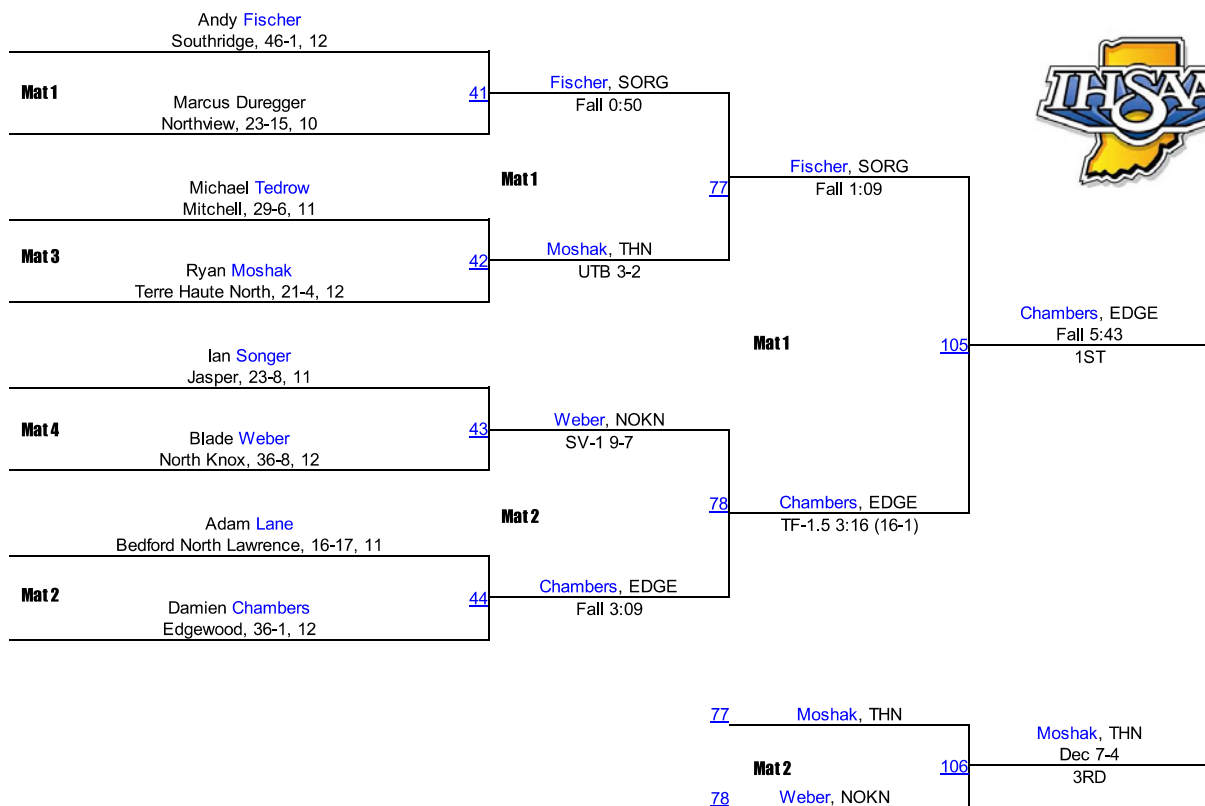 Andy Fischer
Southridge, 46-1, 12
Mat 1
41
Marcus Duregger
Northview, 23-15, 10
Fischer, SORG
Fall 0:50
Michael Tedrow
Mitchell, 29-6, 11
Mat 3
42
Ryan Moshak
Terre Haute North, 21-4, 12
Mat 1
77
Moshak, THN
UTB 3-2
Fischer, SORG
Fall 1:09
IHSAA
Ian Songer
Jasper, 23-8, 11
Mat 4
43
Blade Weber
North Knox, 36-8, 12
Weber, NOKN
SV-1 9-7
Mat 1
105
Chambers, EDGE
Fall 5:43
1ST
Adam Lane
Bedford North Lawrence, 16-17, 11
Mat 2
44
Damien Chambers
Edgewood, 36-1, 12
Mat 2
78
Chambers, EDGE
TF-1.5 3:16 (16-1)
Chambers, EDGE
Fall 3:09
77
Moshak, THN
Mat 2
106
78
Weber, NOKN
Moshak, THN
Dec 7-4
3RD